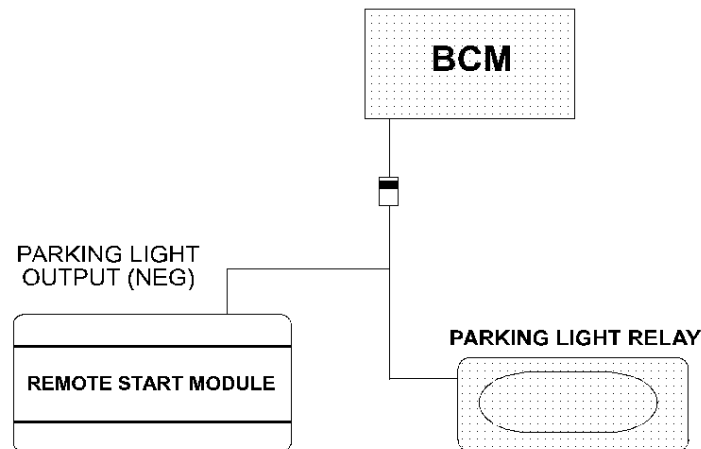 BCM
PARKING LIGHT
OUTPUT (NEG)
PARKING LIGHT RELAY
REMOTE START MODULE